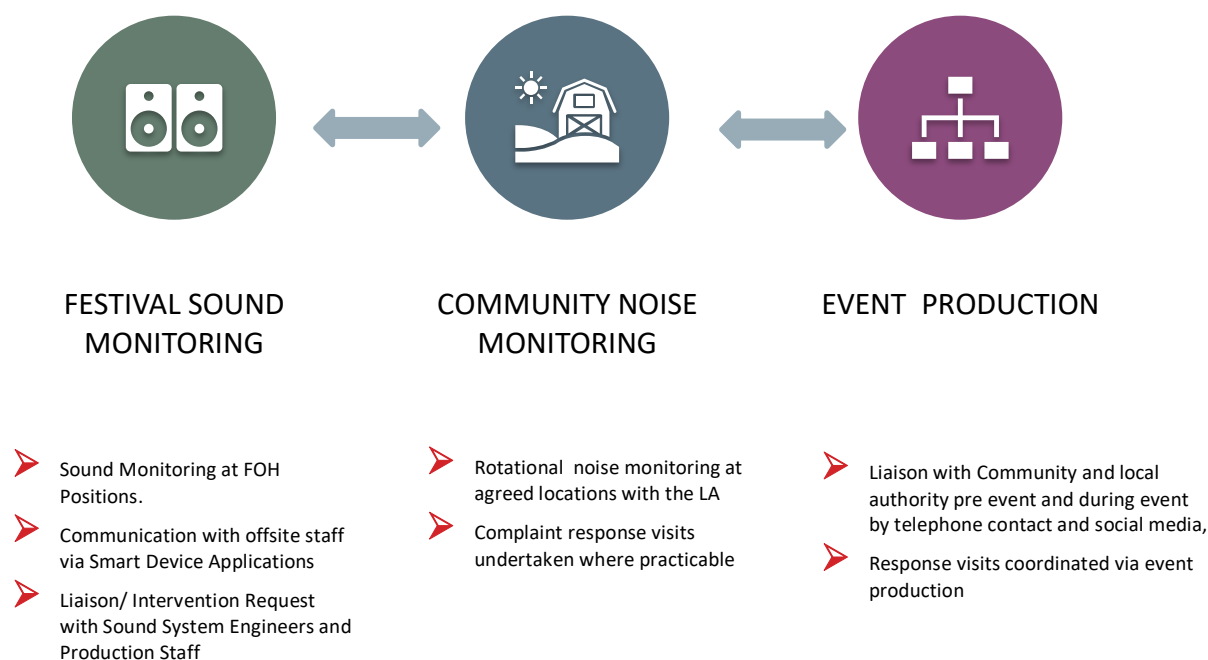 FESTIVAL SOUND
MONITORING
COMMUNITY NOISE
MONITORING
EVENT  PRODUCTION
Sound Monitoring at FOH
Positions.
Communication with offsite staff
via Smart Device Applications
Liaison/ Intervention Request
with Sound System Engineers and
Production Staff
Rotational  noise monitoring at
agreed locations with the LA
Complaint response visits
undertaken where practicable
Liaison with Community and local
authority pre event and during event
by telephone contact and social media,
Response visits coordinated via event
production